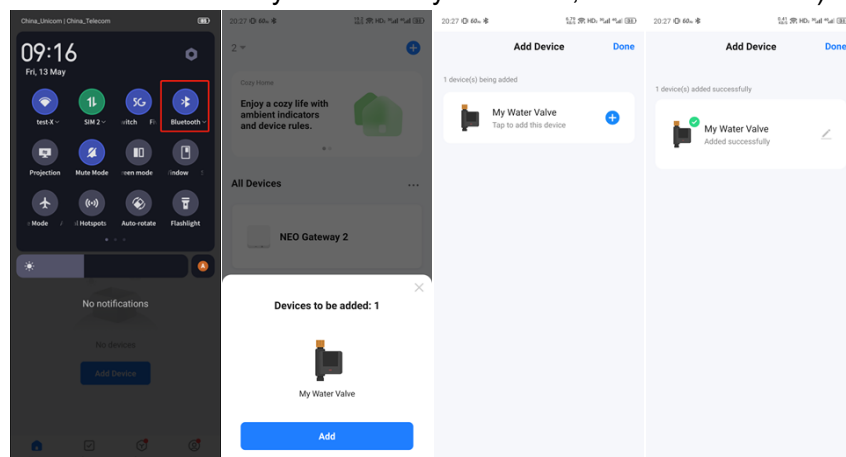 China_Unicom | China_Telecom
09:16
Fri, 13 May
test-X
SIM 2
5G
Bluetooth
Projection
Mute Mode
reen mode
indow
Mode
Hotspots
Auto-rotate
Flashlight
A
No notifications
No devices
Add Device
20:27
2
Cozy Home
Enjoy a cozy life with
ambient indicators
and device rules.
All Devices
...
NEO Gateway 2
Devices to be added: 1
My Water Valve
Add
20:27
Add Device
Done
1 device(s) being added
My Water Valve
Tap to add this device
20:27
Add Device
Done
1 device(s) added successfully
My Water Valve
Added successfully